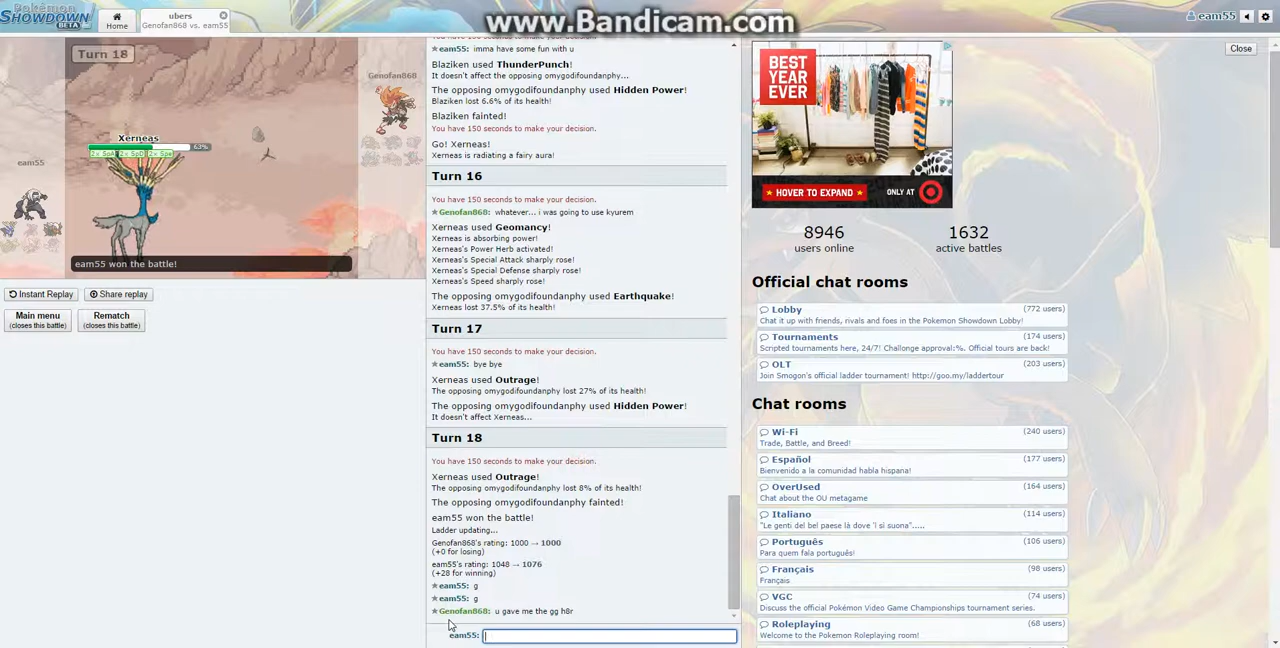 www.Bandicam.com
Pokémon
SHOWDOWN
BETA
Home
ubers
Genofan868 vs. eam55
eam55
Close
Turn 18
Genofan868
Xerneas
63%
2× SpA 2× SpD 2× Spe
eam55
eam55 won the battle!
Instant Replay
Share replay
Main menu
(closes this battle)
Rematch
(closes this battle)
eam55: imma have some fun with u
Blaziken used ThunderPunch!
It doesn't affect the opposing omygodifoundanphy...
The opposing omygodifoundanphy used Hidden Power!
Blaziken lost 6.6% of its health!
Blaziken fainted!
You have 150 seconds to make your decision.
Go! Xerneas!
Xerneas is radiating a fairy aura!
Turn 16
You have 150 seconds to make your decision.
Genofan868: whatever... i was going to use kyurem
Xerneas used Geomancy!
Xerneas is absorbing power!
Xerneas's Power Herb activated!
Xerneas's Special Attack sharply rose!
Xerneas's Special Defense sharply rose!
Xerneas's Speed sharply rose!
The opposing omygodifoundanphy used Earthquake!
Xerneas lost 37.5% of its health!
Turn 17
You have 150 seconds to make your decision.
eam55: bye bye
Xerneas used Outrage!
The opposing omygodifoundanphy lost 27% of its health!
The opposing omygodifoundanphy used Hidden Power!
It doesn't affect Xerneas...
Turn 18
You have 150 seconds to make your decision.
Xerneas used Outrage!
The opposing omygodifoundanphy lost 8% of its health!
The opposing omygodifoundanphy fainted!
eam55 won the battle!
Ladder updating...
Genofan868's rating: 1000 → 1000
(+0 for losing)
eam55's rating: 1048 → 1076
(+28 for winning)
eam55: g
eam55: g
Genofan868: u gave me the gg h8r
eam55:
BEST
YEAR
EVER
★ HOVER TO EXPAND ★
ONLY AT
8946
users online
1632
active battles
Official chat rooms
Lobby
(772 users)
Chat it up with friends, rivals and foes in the Pokemon Showdown Lobby!
Tournaments
(174 users)
Scripted tournaments here, 24/7! Challonge approval:%. Official tours are back!
OLT
(203 users)
Join Smogon's official ladder tournament! http://goo.my/laddertour
Chat rooms
Wi-Fi
(240 users)
Trade, Battle, and Breed!
Español
(177 users)
Bienvenido a la comunidad habla hispana!
OverUsed
(164 users)
Chat about the OU metagame
Italiano
(114 users)
"Le genti del bel paese là dove 'l sì suona".....
Português
(106 users)
Para quem fala português!
Français
(98 users)
Français
VGC
(74 users)
Discuss the official Pokémon Video Game Championships tournament series.
Roleplaying
(68 users)
Welcome to the Pokemon Roleplaying room!